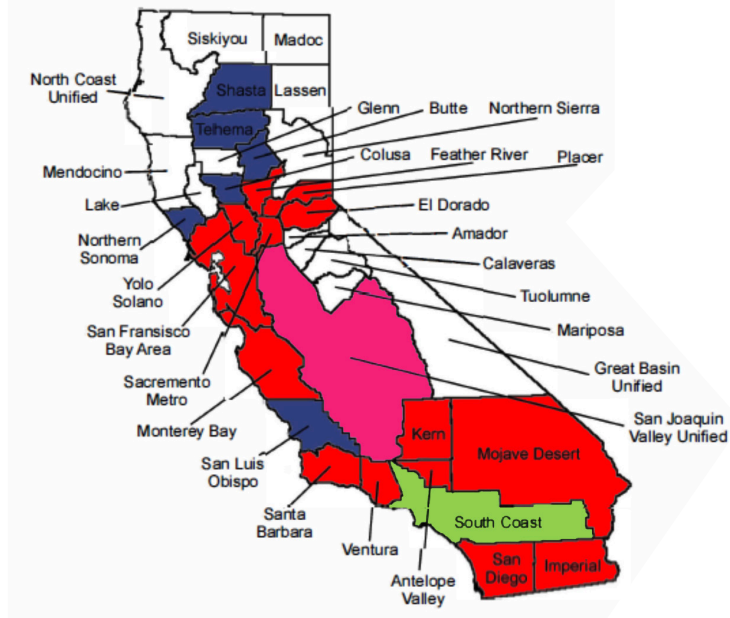 Siskiyou
Madoc
North Coast
Unified
Shasta
Lassen
Glenn
Butte
Northern Sierra
Tehema
Colusa
Feather River
Placer
Mendocino
Lake
El Dorado
Amador
Northern
Sonoma
Calaveras
Yolo
Solano
Tuolumne
San Fransisco
Bay Area
Mariposa
Great Basin
Unified
Sacremento
Metro
San Joaquin
Valley Unified
Monterey Bay
Kern
Mojave Desert
San Luis
Obispo
Santa
Barbara
South Coast
Ventura
San
Diego
Imperial
Antelope
Valley